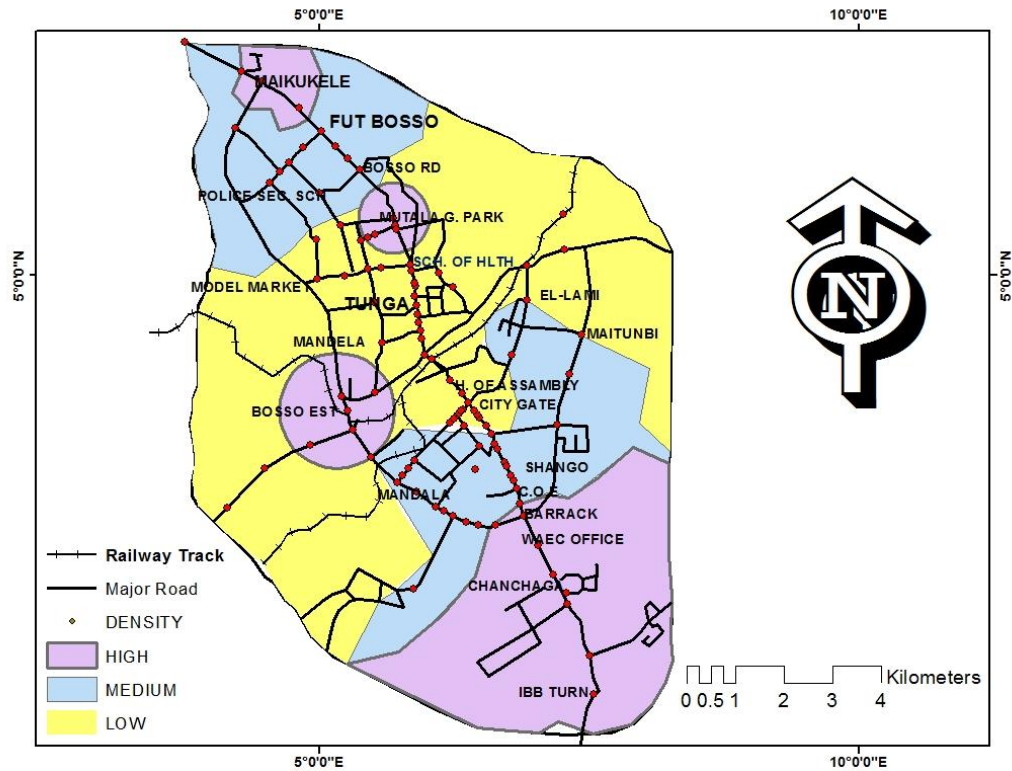 5°0'0"E
10°0'0"E
MAIKUKELE
FUT BOSSO
BOSSO RD
POLICE SEC. SCH
MUTALA G. PARK
SCH. OF HLTH
5°0'0"N
5°0'0"N
MODEL MARKET
EL-LAMI
TUNGA
MAITUNBI
MANDELA
H. OF ASSAMBLY
CITY GATE
BOSSO EST
SHANGO
MANDALA
C.O.E
BARRACK
WAEC OFFICE
CHANCHAGA
IBB TURN
N
Railway Track
Major Road
DENSITY
HIGH
MEDIUM
LOW
Kilometers
0 0.5 1 2 3 4
5°0'0"E
10°0'0"E